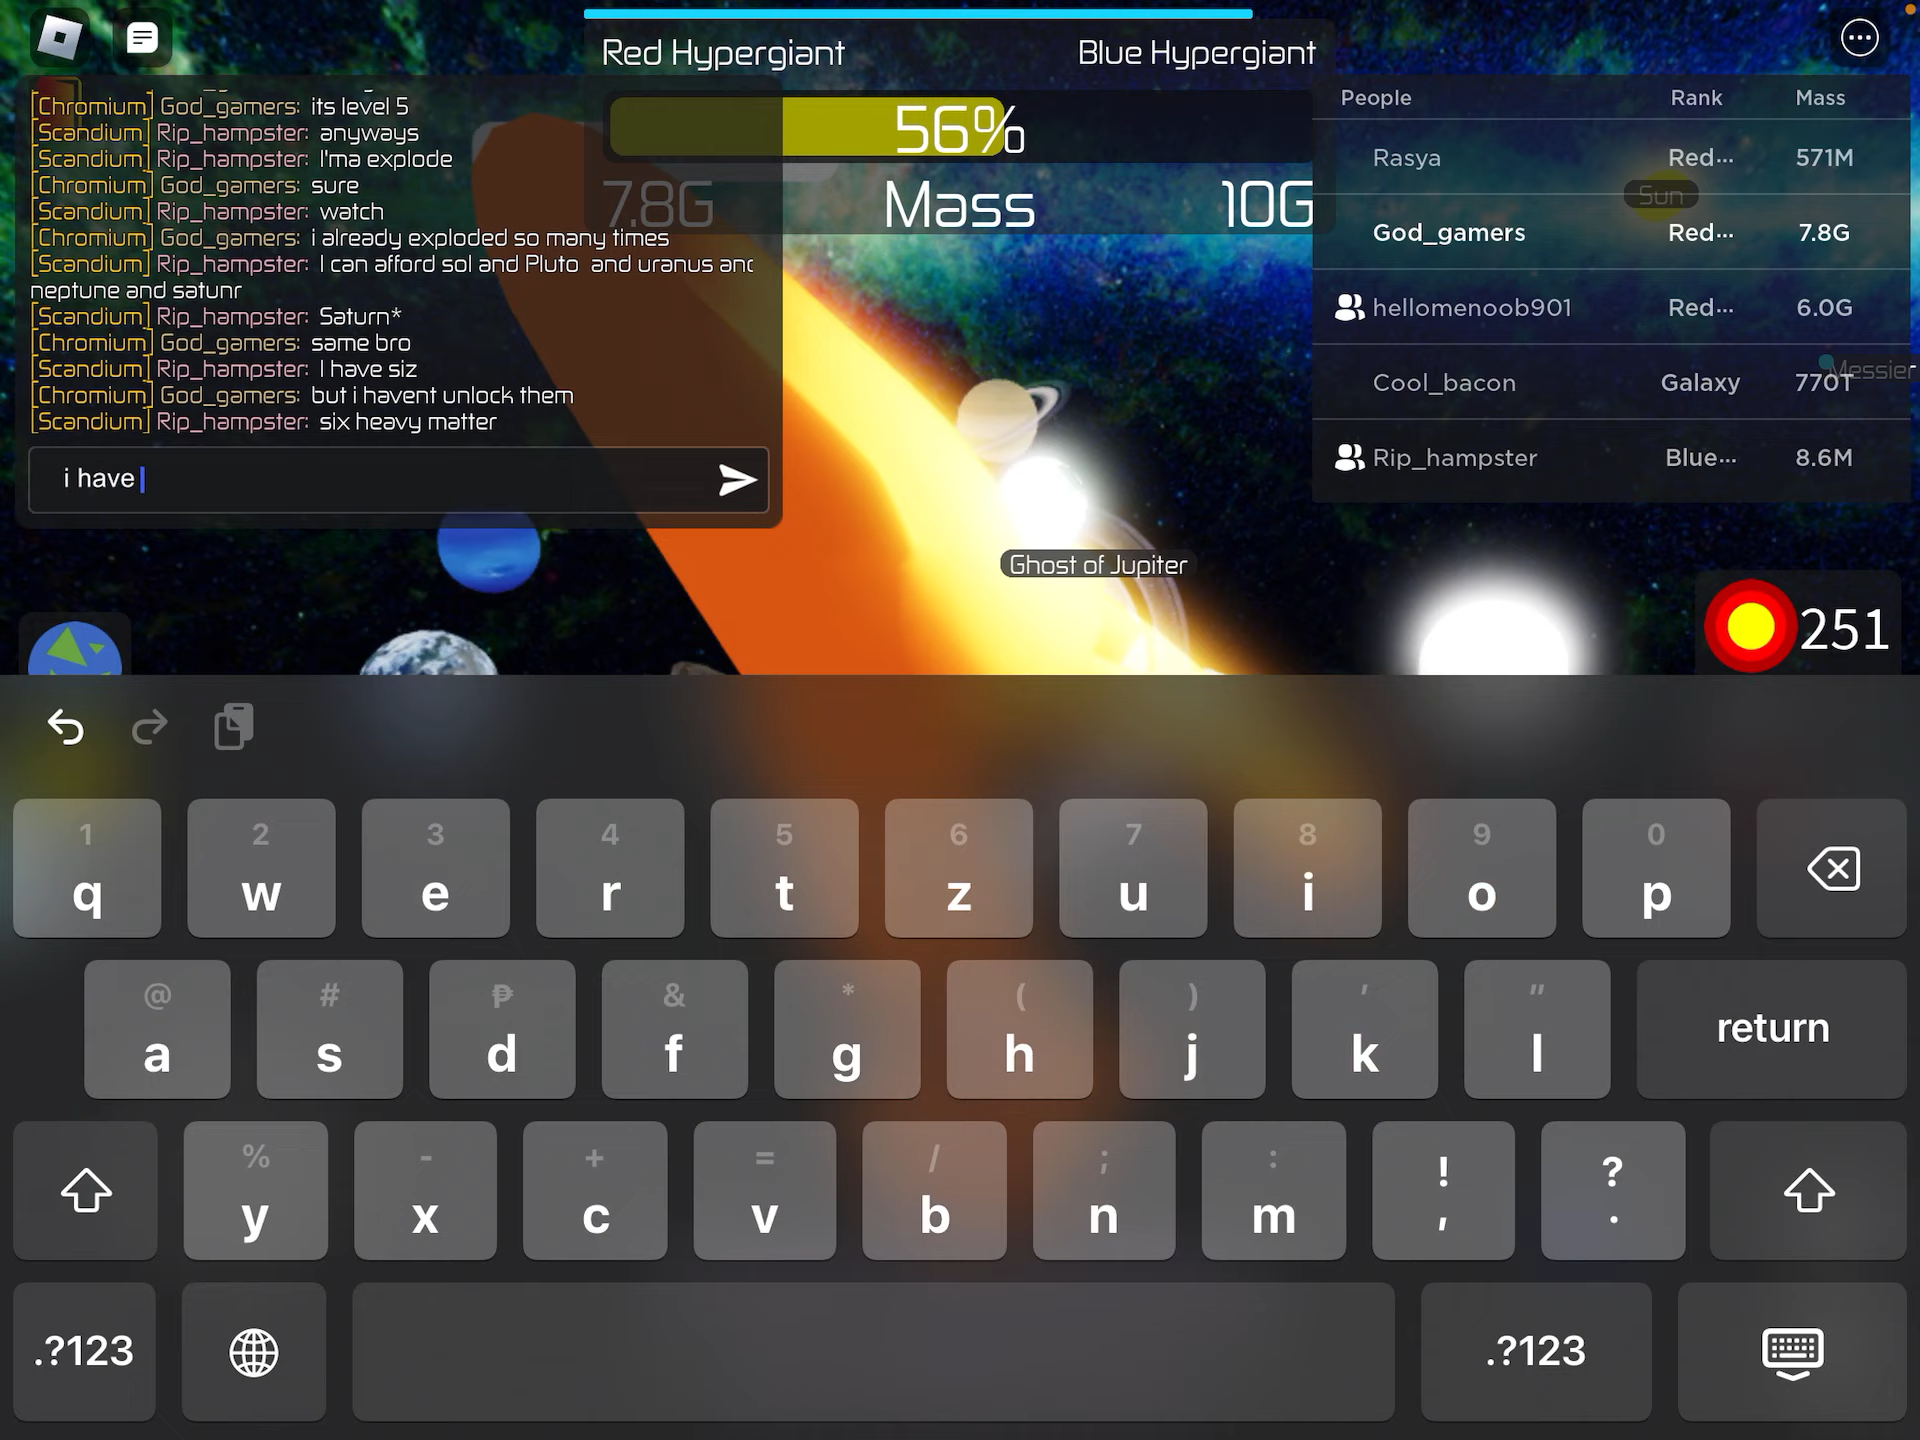 Red Hypergiant Blue Hypergiant
56%
7.8G Mass 10G
[Chromium] God_gamers: its level 5
[Scandium] Rip_hampster: anyways
[Scandium] Rip_hampster: I'ma explode
[Chromium] God_gamers: sure
[Scandium] Rip_hampster: watch
[Chromium] God_gamers: i already exploded so many times
[Scandium] Rip_hampster: I can afford sol and Pluto and uranus and
neptune and satunr
[Scandium] Rip_hampster: Saturn*
[Chromium] God_gamers: same bro
[Scandium] Rip_hampster: I have siz
[Chromium] God_gamers: but i havent unlock them
[Scandium] Rip_hampster: six heavy matter
i have
People Rank Mass
Rasya Red... 571M
Sun
God_gamers Red... 7.8G
hellomenoob901 Red... 6.0G
Messier
Cool_bacon Galaxy 770T
Rip_hampster Blue... 8.6M
Ghost of Jupiter
251
1 2 3 4 5 6 7 8 9 0
q w e r t z u i o p
@ # ₱ & * ( ) ' "
a s d f g h j k l return
% - + = / ; : ! ?
y x c v b n m , .
.?123 .?123